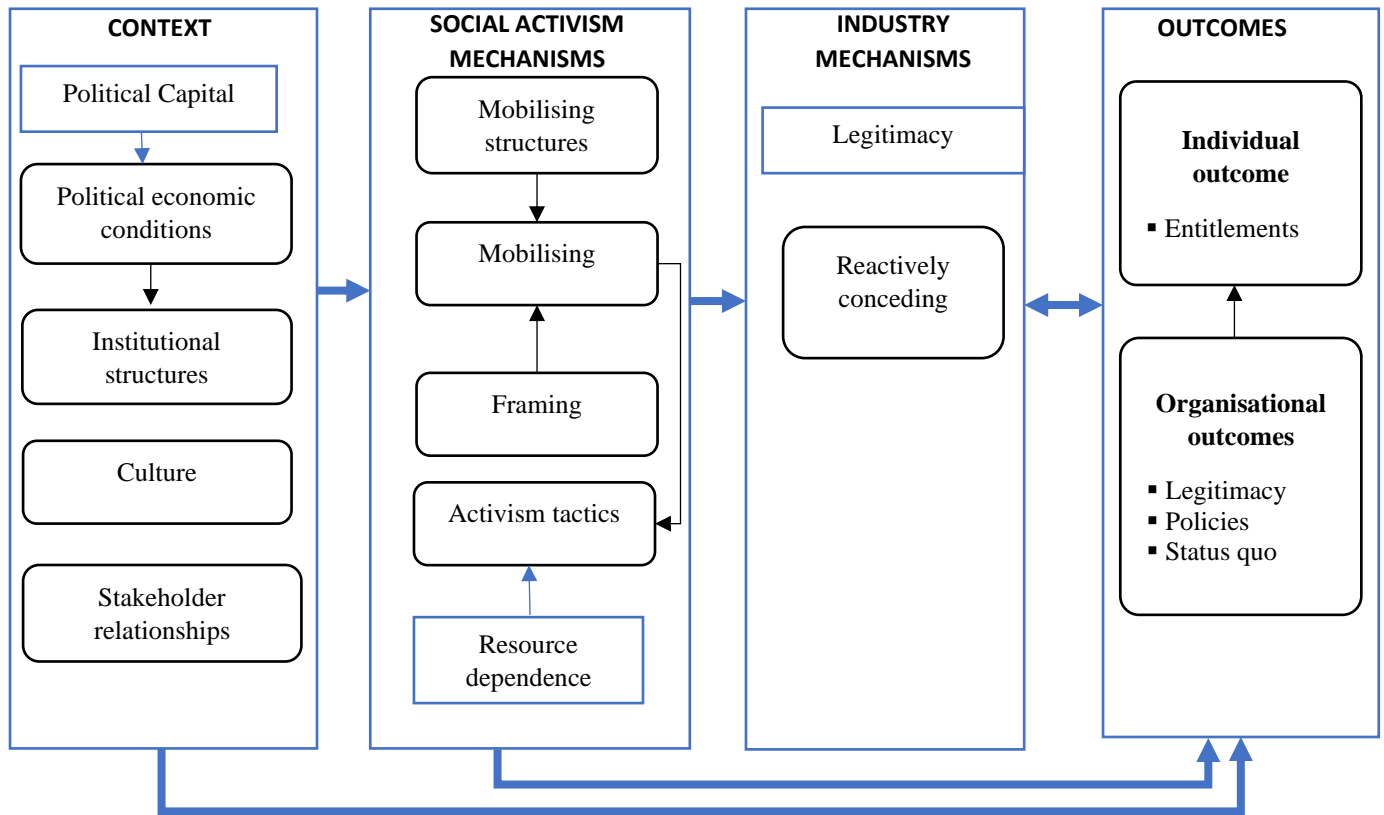 CONTEXT
Political Capital
Political economic
conditions
Institutional
structures
Culture
Stakeholder
relationships
SOCIAL ACTIVISM
MECHANISMS
Mobilising
structures
Mobilising
Framing
Activism tactics
Resource
dependence
INDUSTRY
MECHANISMS
Legitimacy
Reactively
conceding
OUTCOMES
Individual
outcome
▪ Entitlements
Organisational
outcomes
▪ Legitimacy
▪ Policies
▪ Status quo